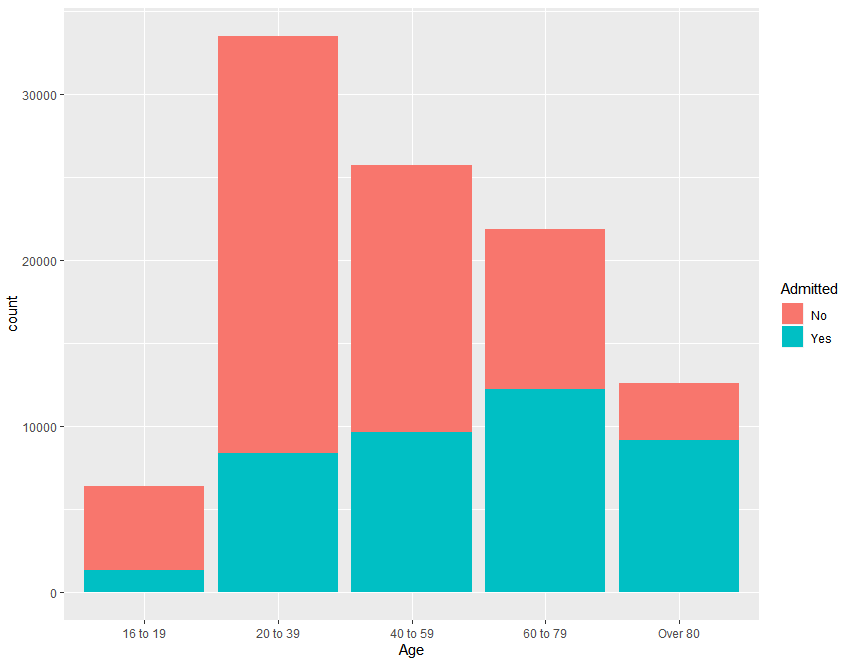 30000
20000
10000
0
count
16 to 19
20 to 39
40 to 59
60 to 79
Over 80
Age
Admitted
No
Yes